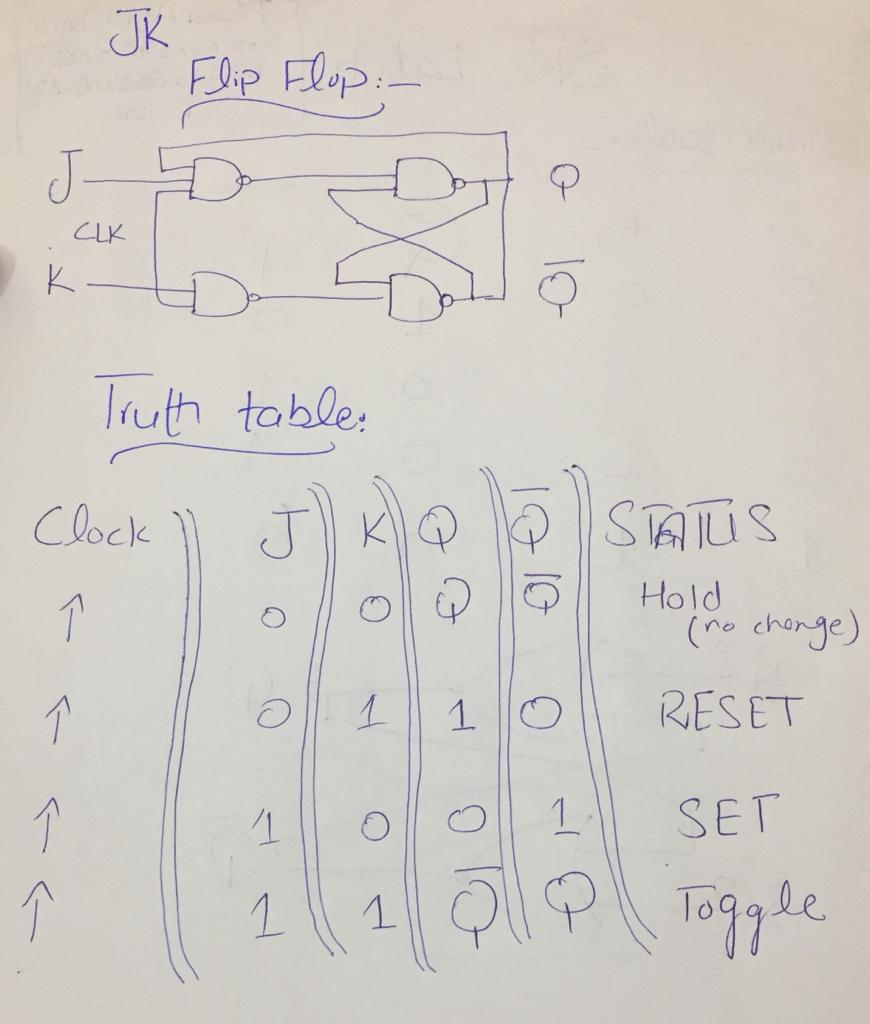 JK
Flip Flop:-
J
Q
CLK
K
Q̅
Truth table:
Clock J K Q Q̅ STATUS
↑ 0 0 Q Q̅ Hold
(no change)
↑ 0 1 1 0 RESET
↑ 1 0 0 1 SET
↑ 1 1 Q̅ Q Toggle